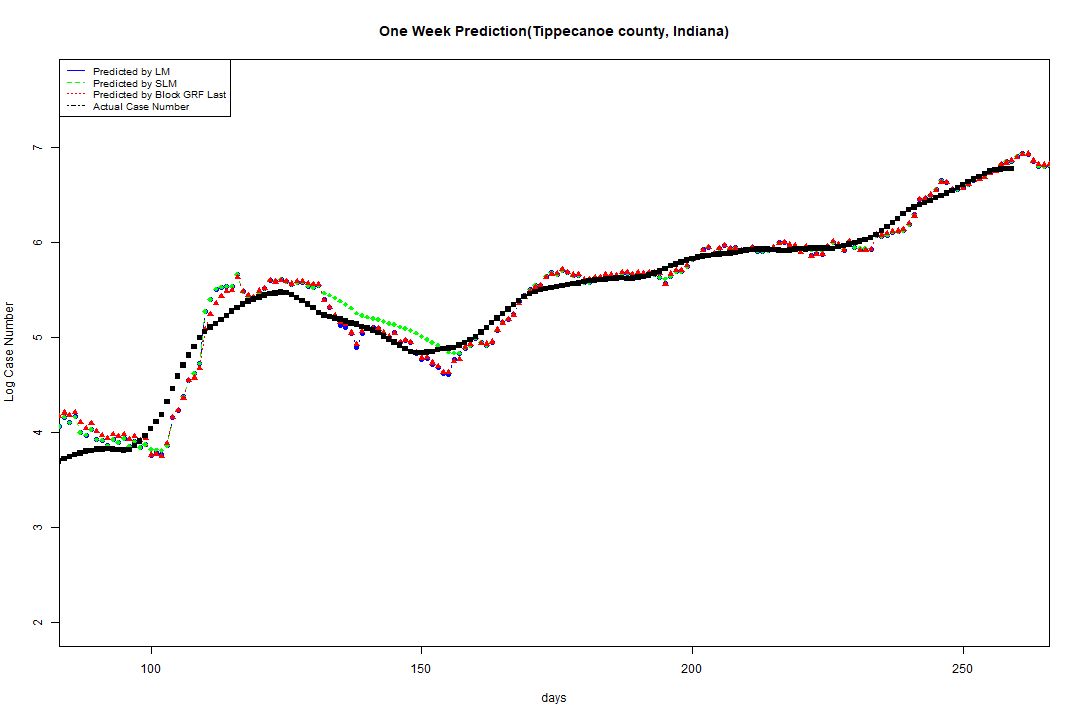 One Week Prediction(Tippecanoe county, Indiana)
Predicted by LM
Predicted by SLM
Predicted by Block GRF Last
Actual Case Number
Log Case Number
7
6
5
4
3
2
100 150 200 250
days